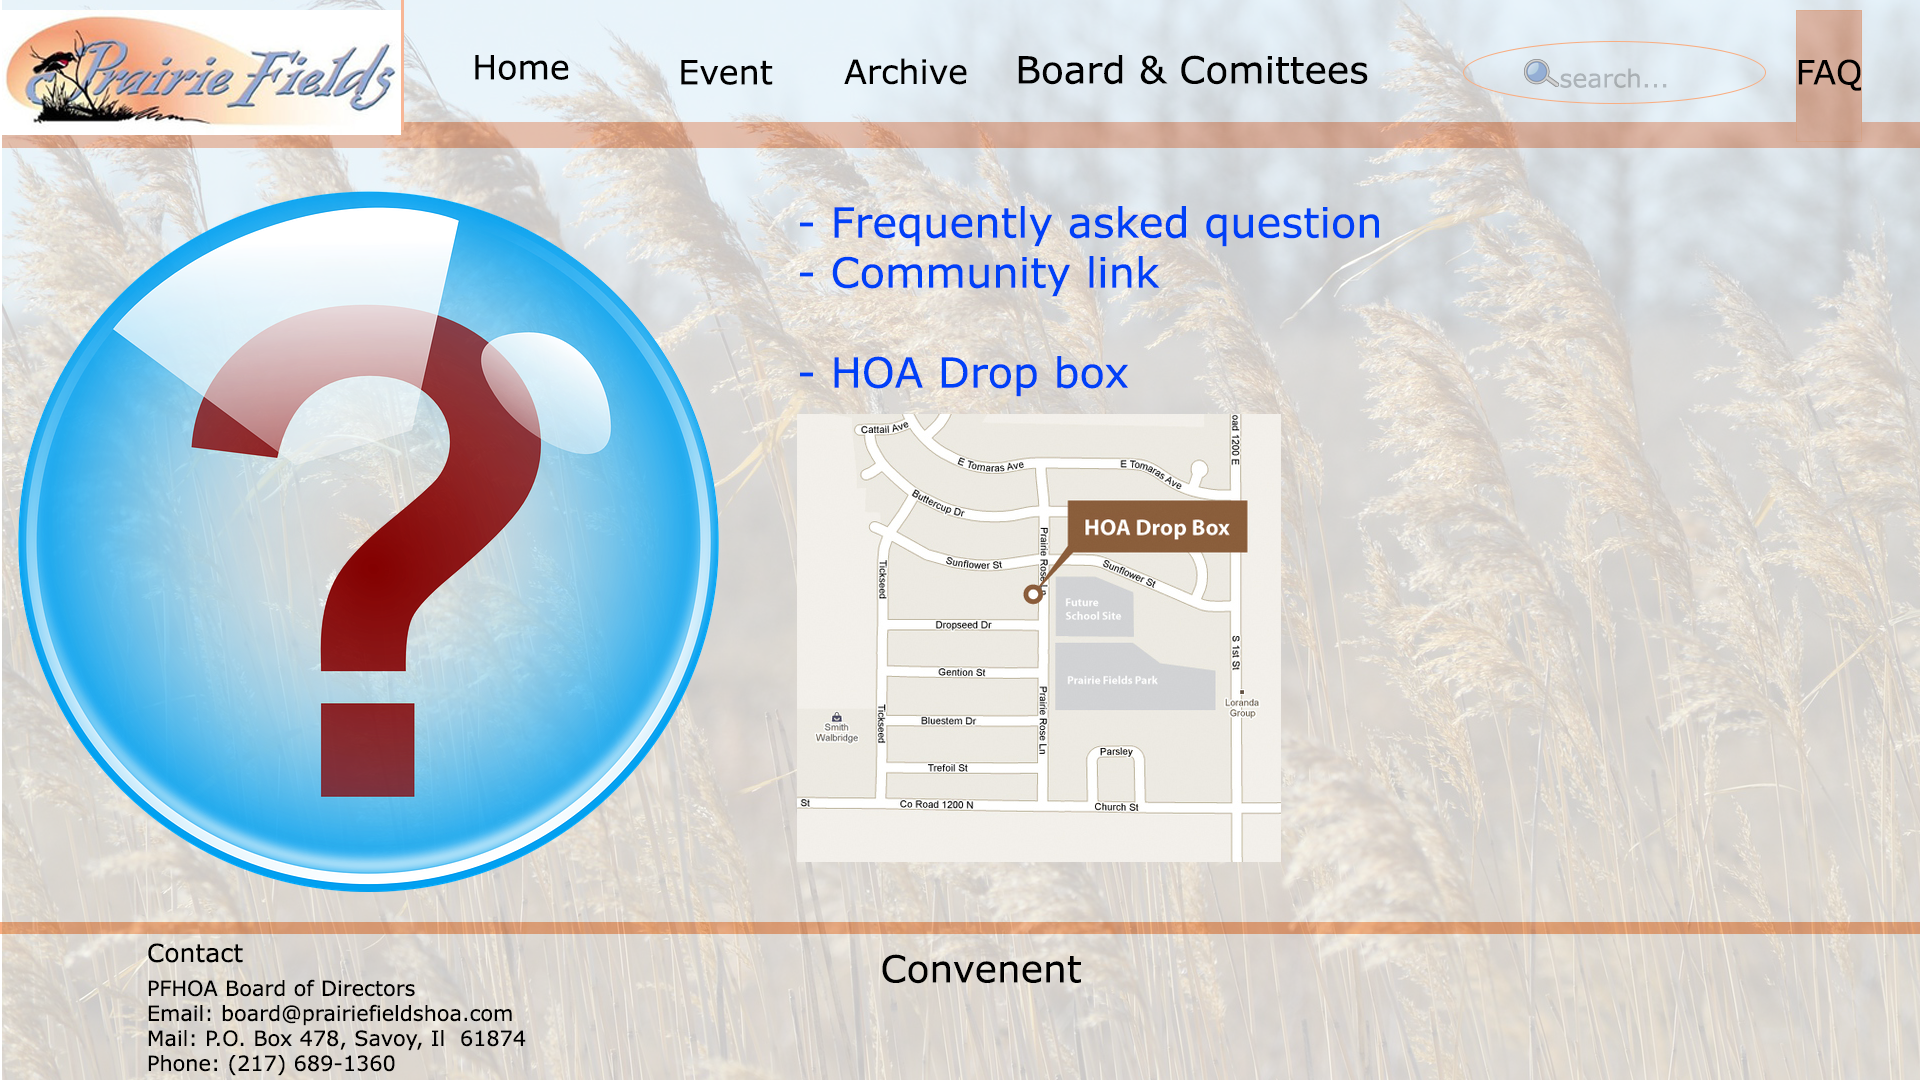 Prairie Fields
Home
Event
Archive
Board & Comittees
search...
FAQ
- Frequently asked question
- Community link
- HOA Drop box
Cattail Ave
E Tomaras Ave
E Tomaras Ave
oad 1200 E
Buttercup Dr
HOA Drop Box
Prairie Rose Ln
Sunflower St
Sunflower St
Tickseed
Future
School Site
Dropseed Dr
S 1st St
Gention St
Prairie Fields Park
Prairie Rose Ln
Loranda
Group
Tickseed
Bluestem Dr
Smith
Walbridge
Parsley
Trefoil St
St
Co Road 1200 N
Church St
Contact
PFHOA Board of Directors
Email: board@prairiefieldshoa.com
Mail: P.O. Box 478, Savoy, Il  61874
Phone: (217) 689-1360
Convenent